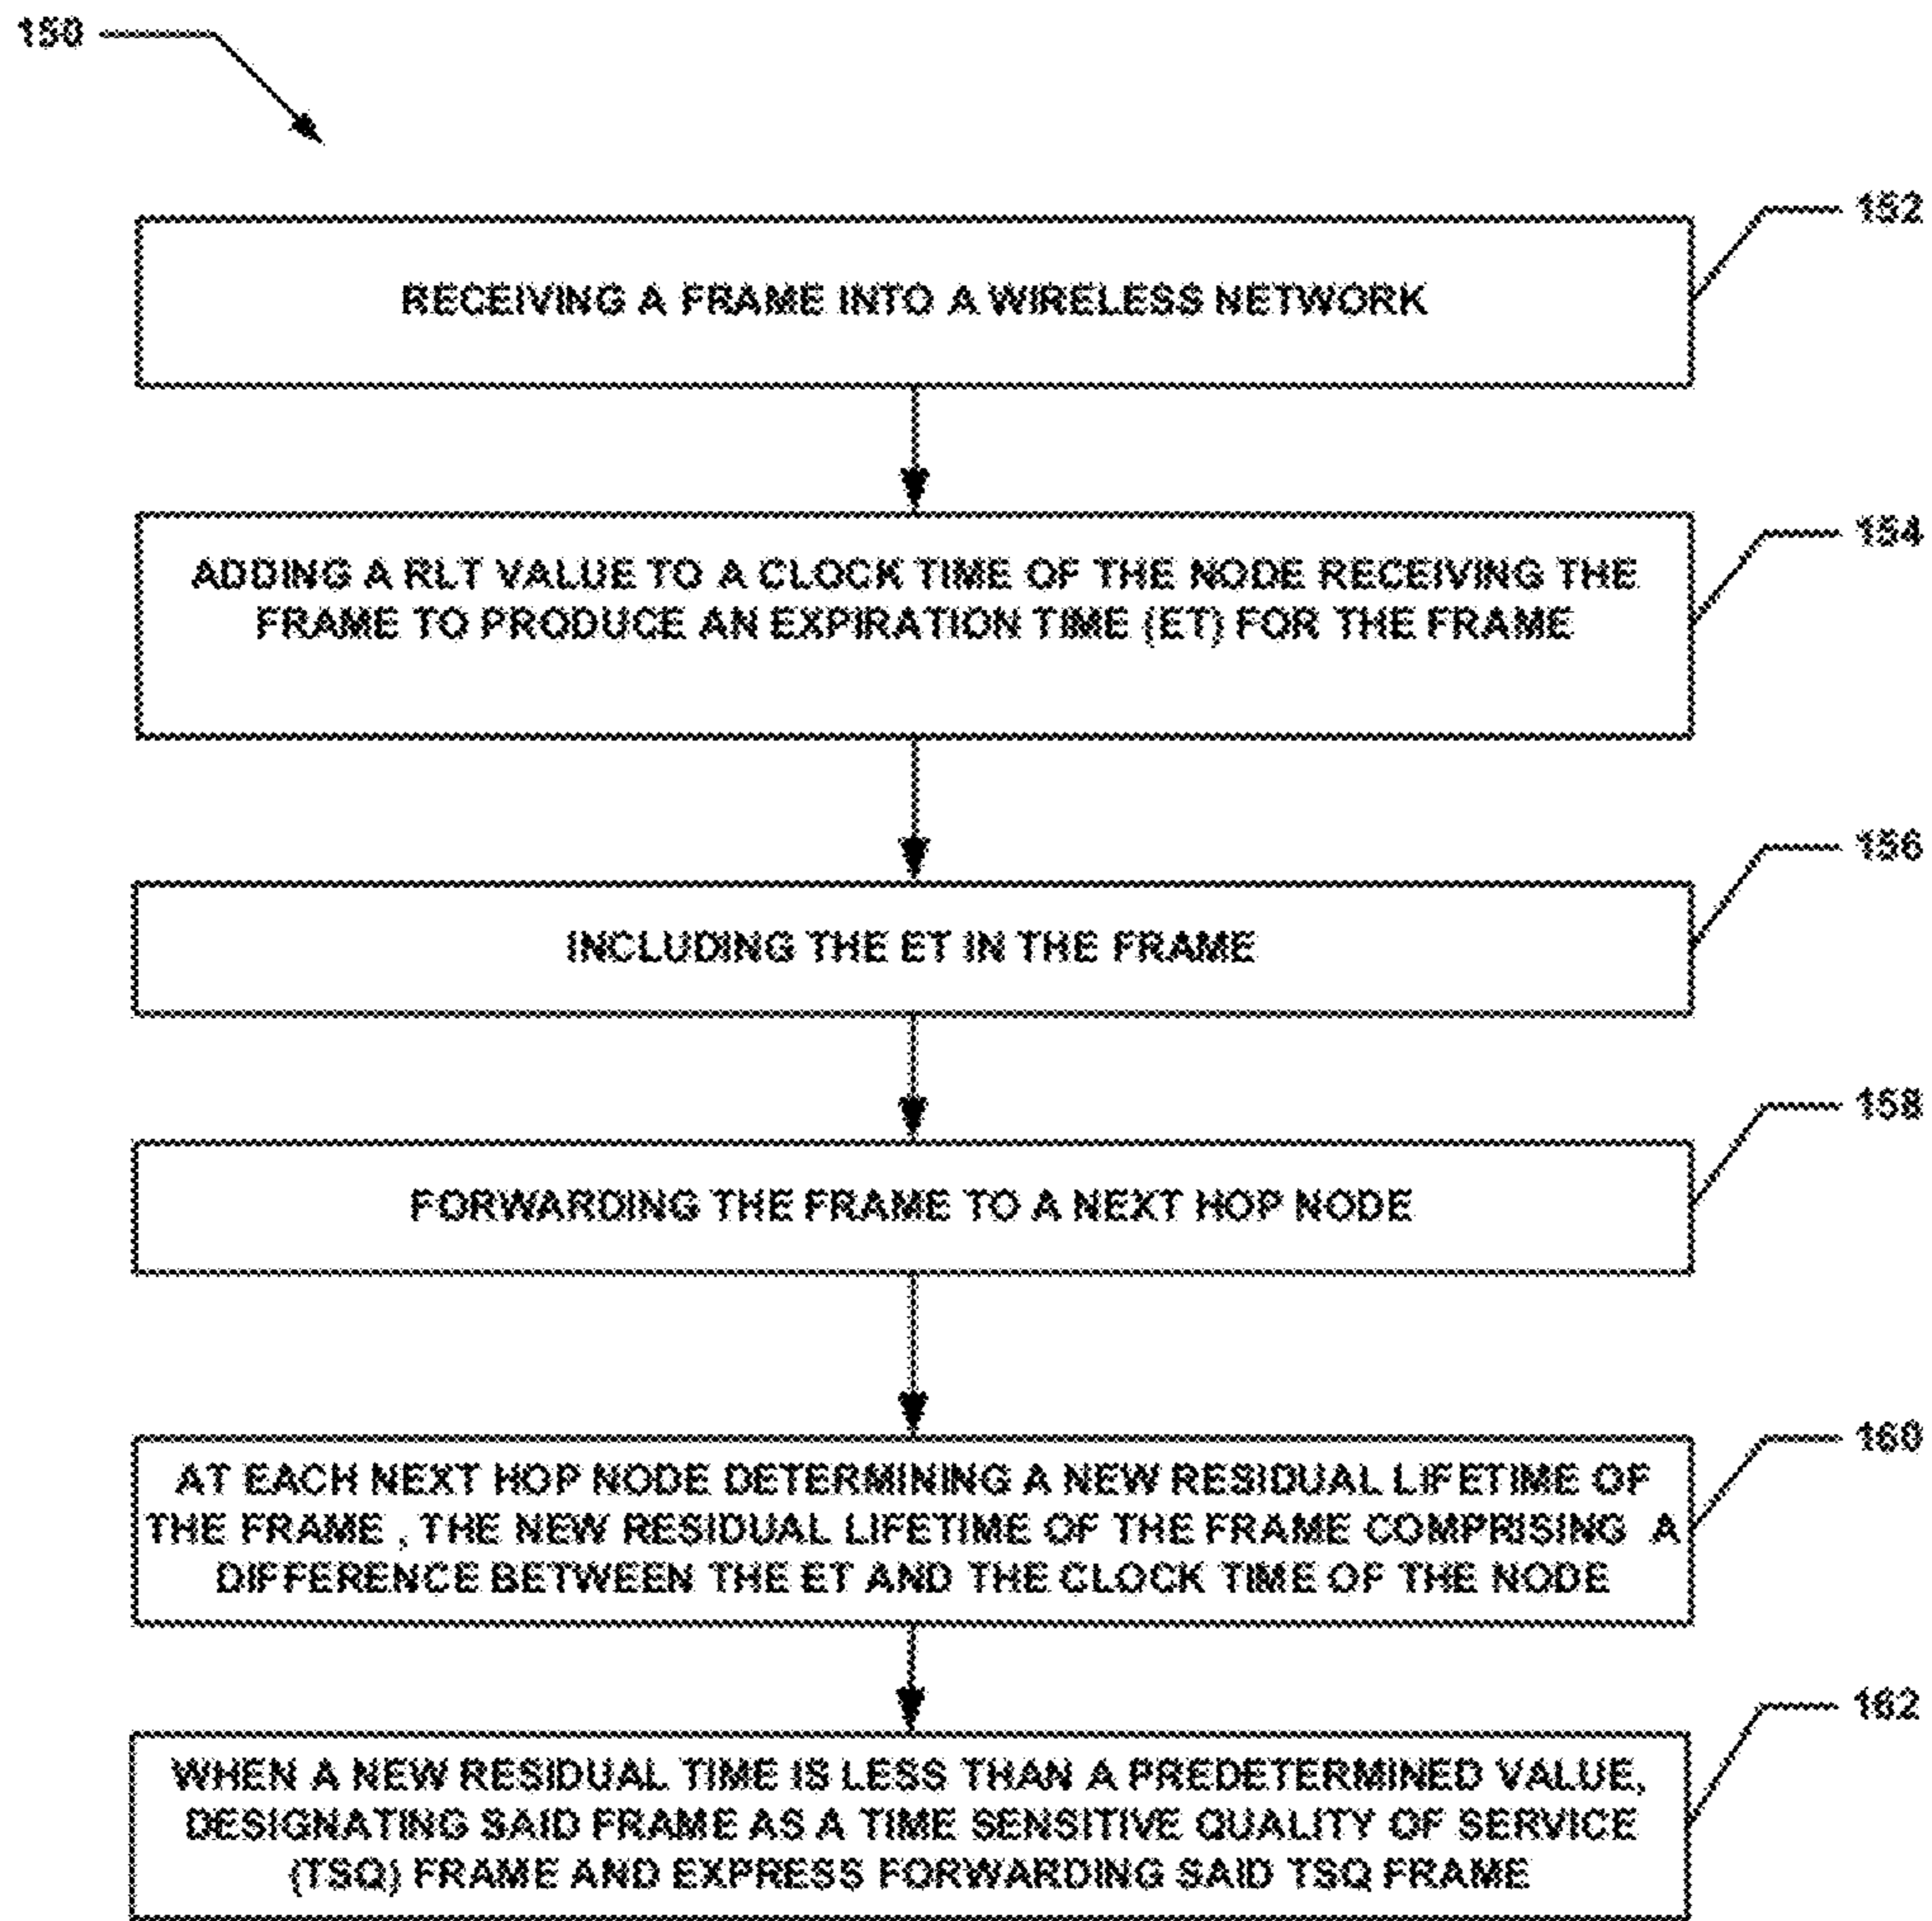 150
152
RECEIVING A FRAME INTO A WIRELESS NETWORK
154
ADDING A RLT VALUE TO A CLOCK TIME OF THE NODE RECEIVING THE
FRAME TO PRODUCE AN EXPIRATION TIME (ET) FOR THE FRAME
156
INCLUDING THE ET IN THE FRAME
158
FORWARDING THE FRAME TO A NEXT HOP NODE
160
AT EACH NEXT HOP NODE DETERMINING A NEW RESIDUAL LIFETIME OF
THE FRAME , THE NEW RESIDUAL LIFETIME OF THE FRAME COMPRISING A
DIFFERENCE BETWEEN THE ET AND THE CLOCK TIME OF THE NODE
162
WHEN A NEW RESIDUAL TIME IS LESS THAN A PREDETERMINED VALUE,
DESIGNATING SAID FRAME AS A TIME SENSITIVE QUALITY OF SERVICE
(TSQ) FRAME AND EXPRESS FORWARDING SAID TSQ FRAME